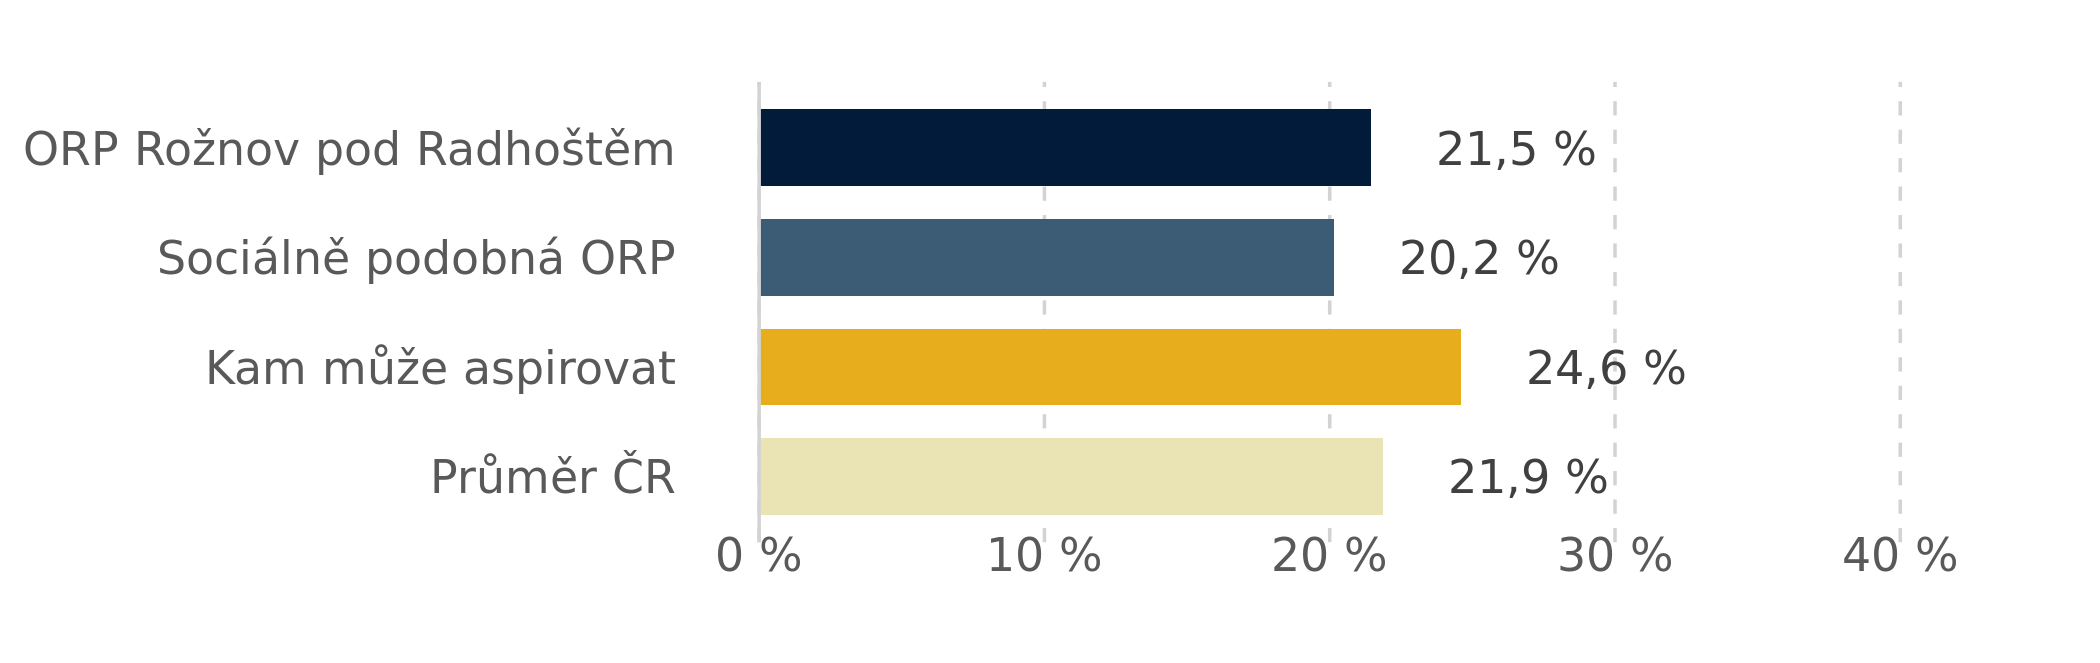 ORP Rožnov pod Radhoštěm 21,5 %
Sociálně podobná ORP 20,2 %
Kam může aspirovat 24,6 %
Průměr ČR 21,9 %
0 % 10 % 20 % 30 % 40 %